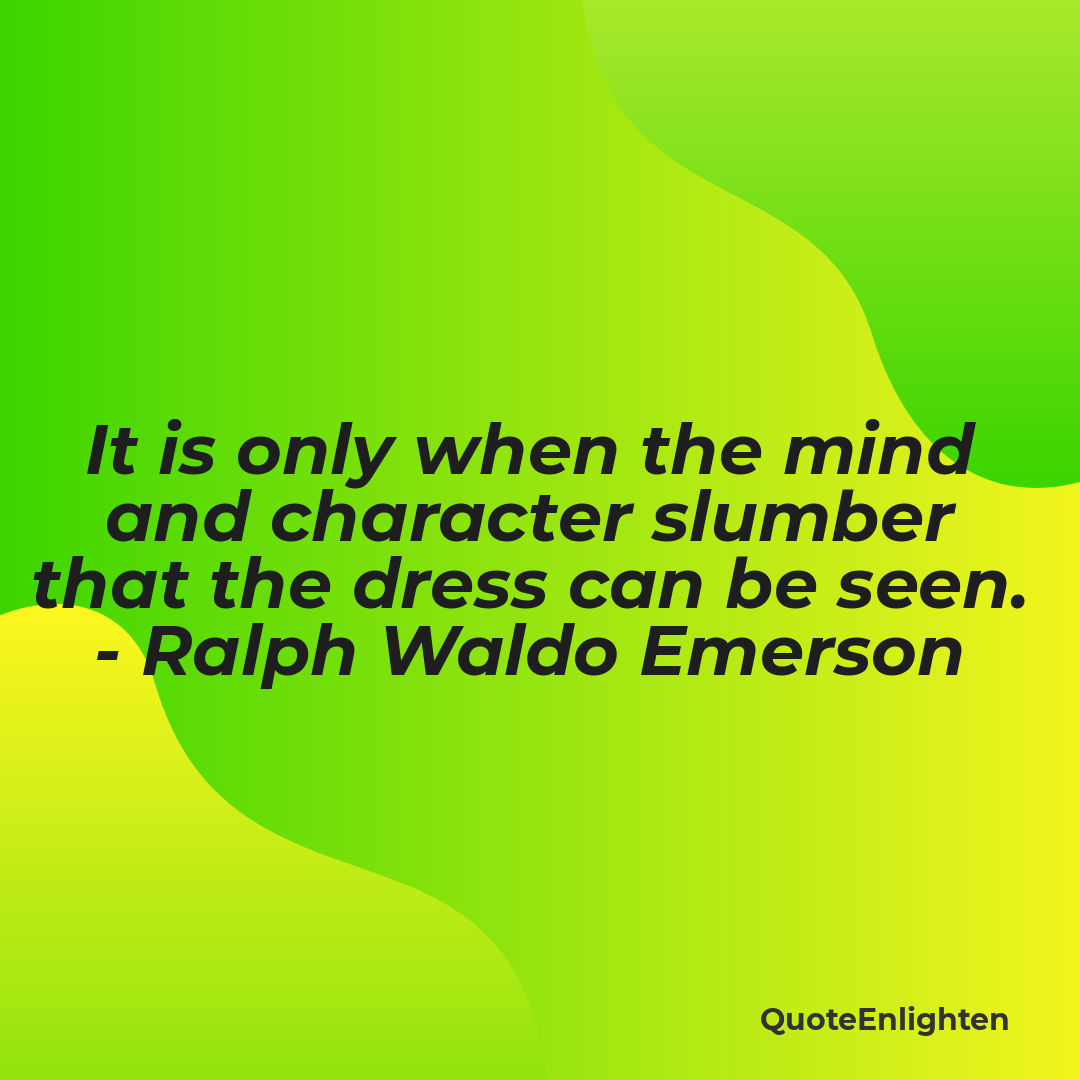 It is only when the mind
and character slumber
that the dress can be seen.
- Ralph Waldo Emerson
QuoteEnlighten